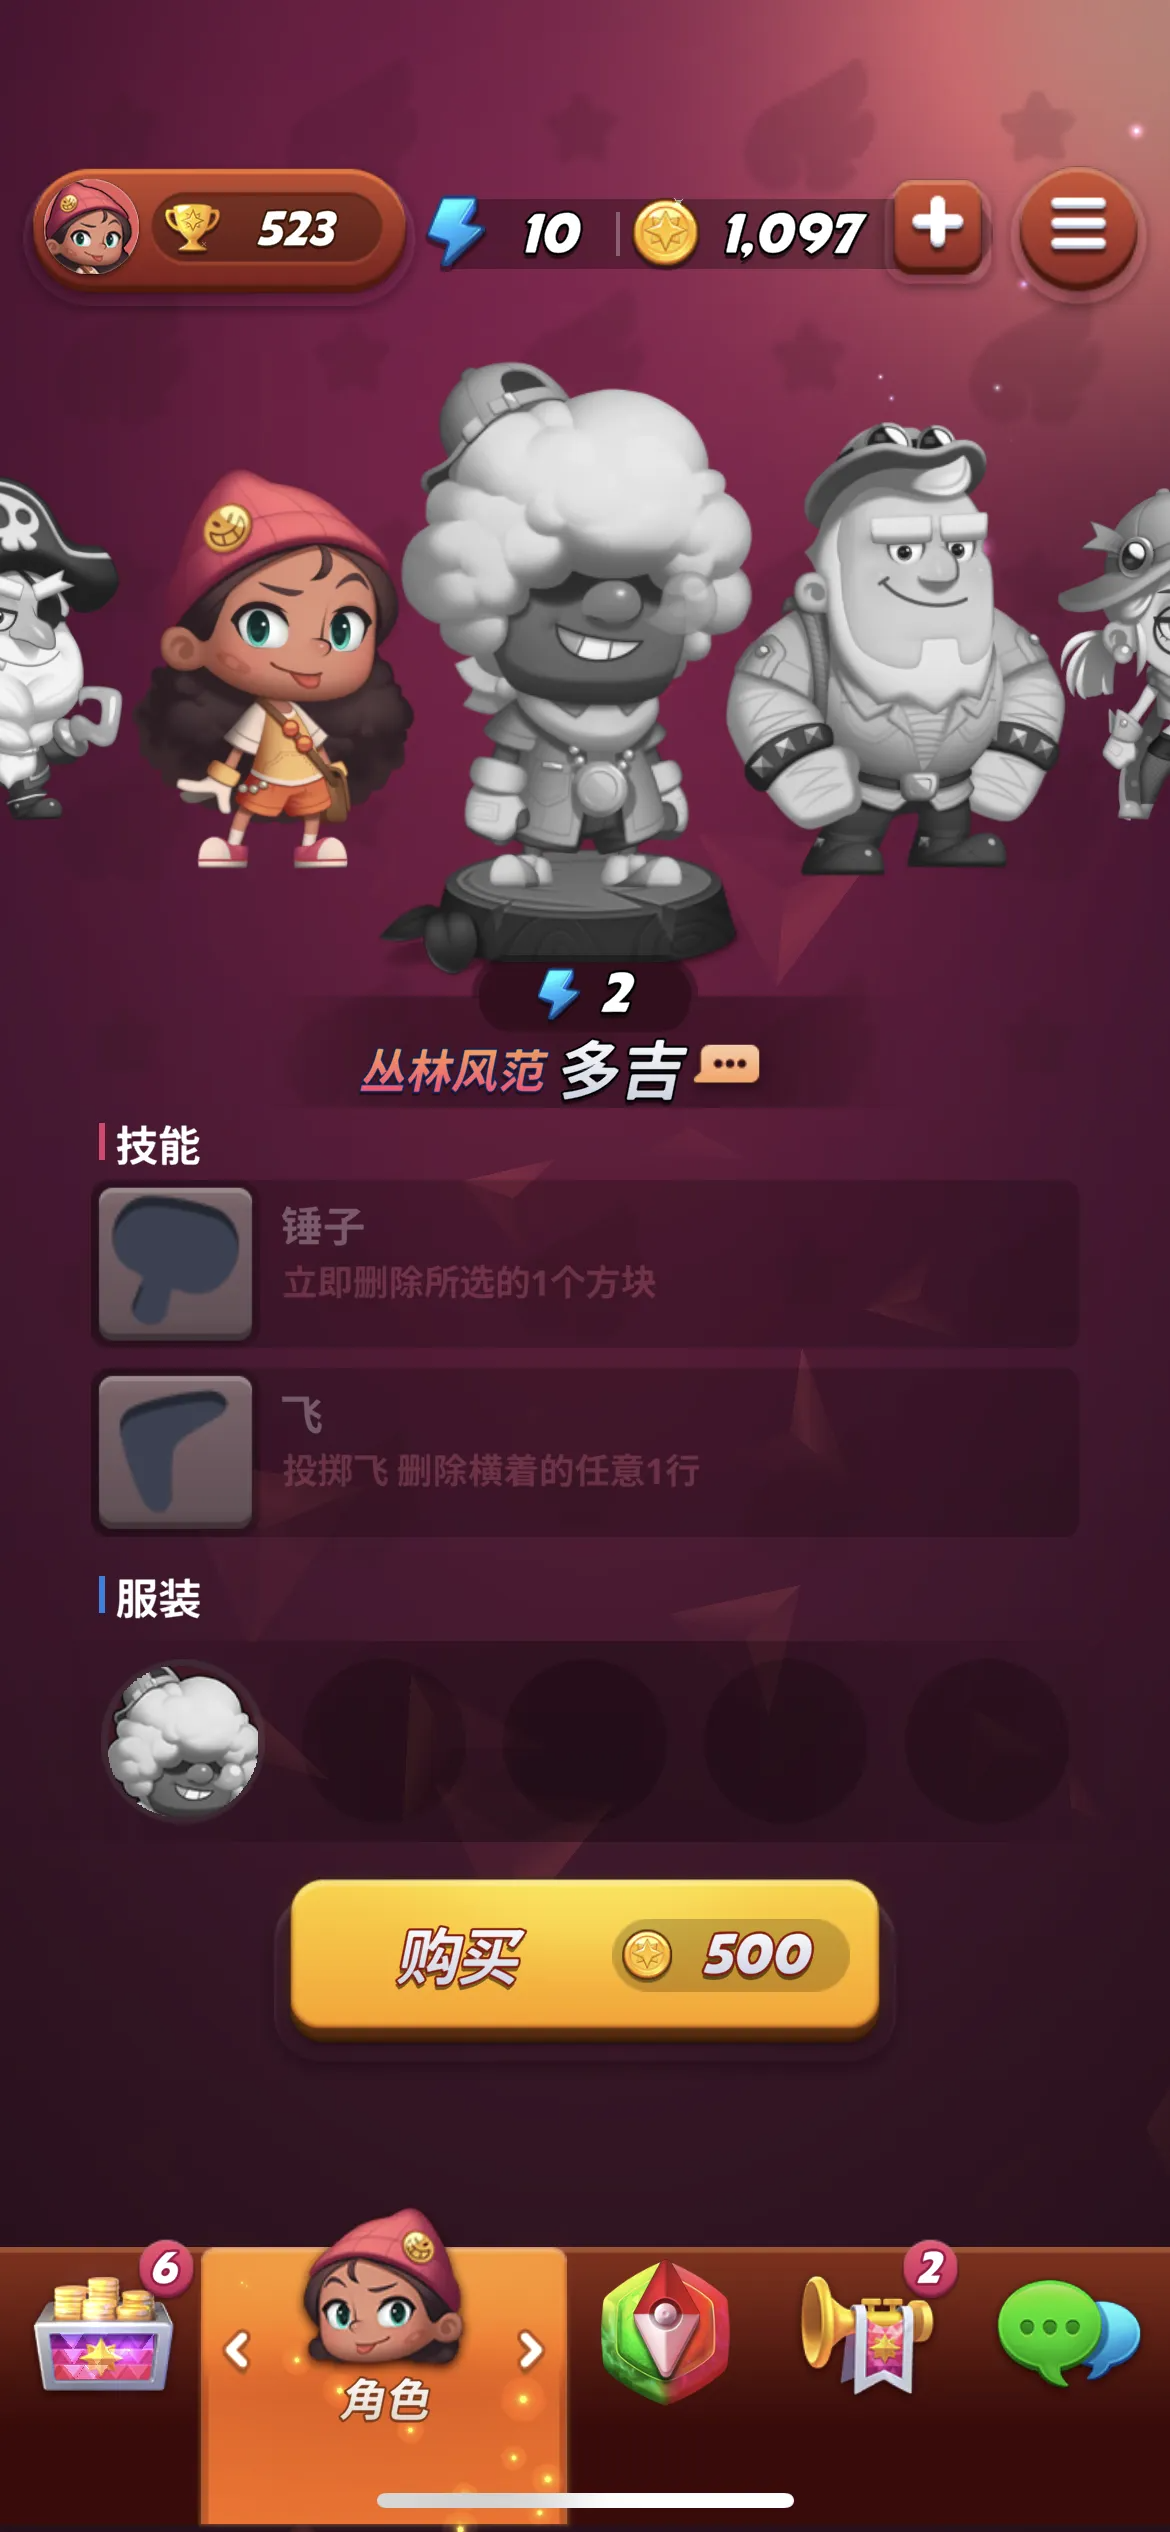 523
10
1,097
2
丛林风范 多吉
技能
锤子
立即删除所选的1个方块
飞
投掷飞 删除横着的任意1行
服装
购买 500
6
2
角色